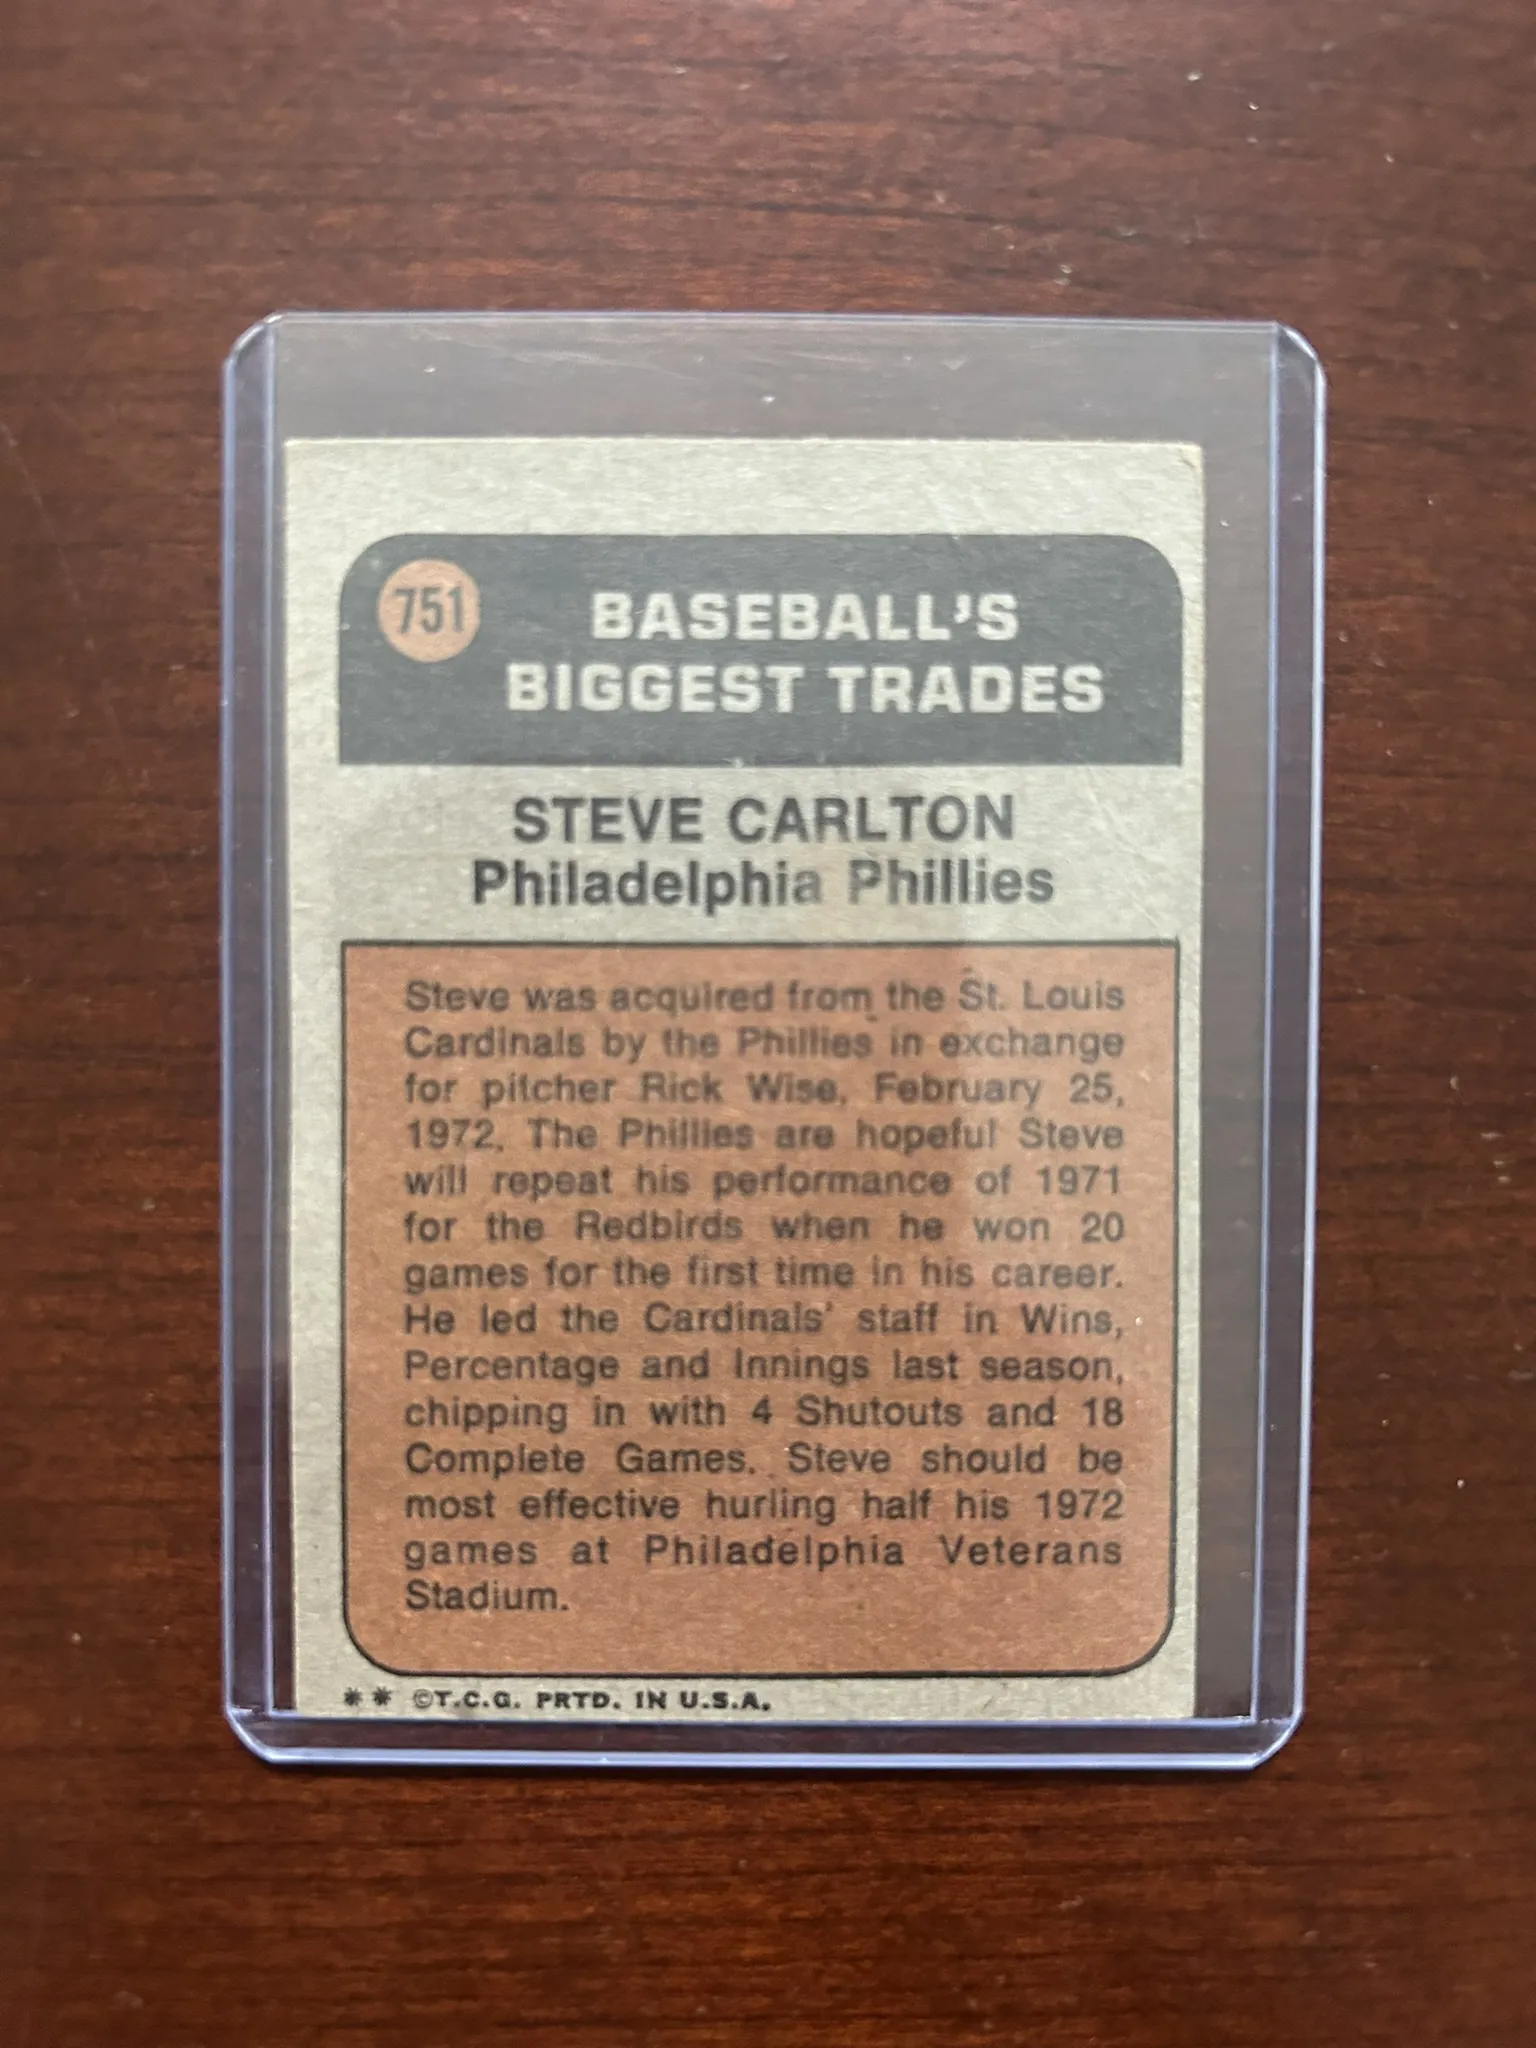 751
BASEBALL'S
BIGGEST TRADES
STEVE CARLTON
Philadelphia Phillies
Steve was acquired from the St. Louis
Cardinals by the Phillies in exchange
for pitcher Rick Wise, February 25,
1972. The Phillies are hopeful Steve
will repeat his performance of 1971
for the Redbirds when he won 20
games for the first time in his career.
He led the Cardinals' staff in Wins,
Percentage and Innings last season,
chipping in with 4 Shutouts and 18
Complete Games. Steve should be
most effective hurling half his 1972
games at Philadelphia Veterans
Stadium.
** ©T.C.G. PRTD. IN U.S.A.